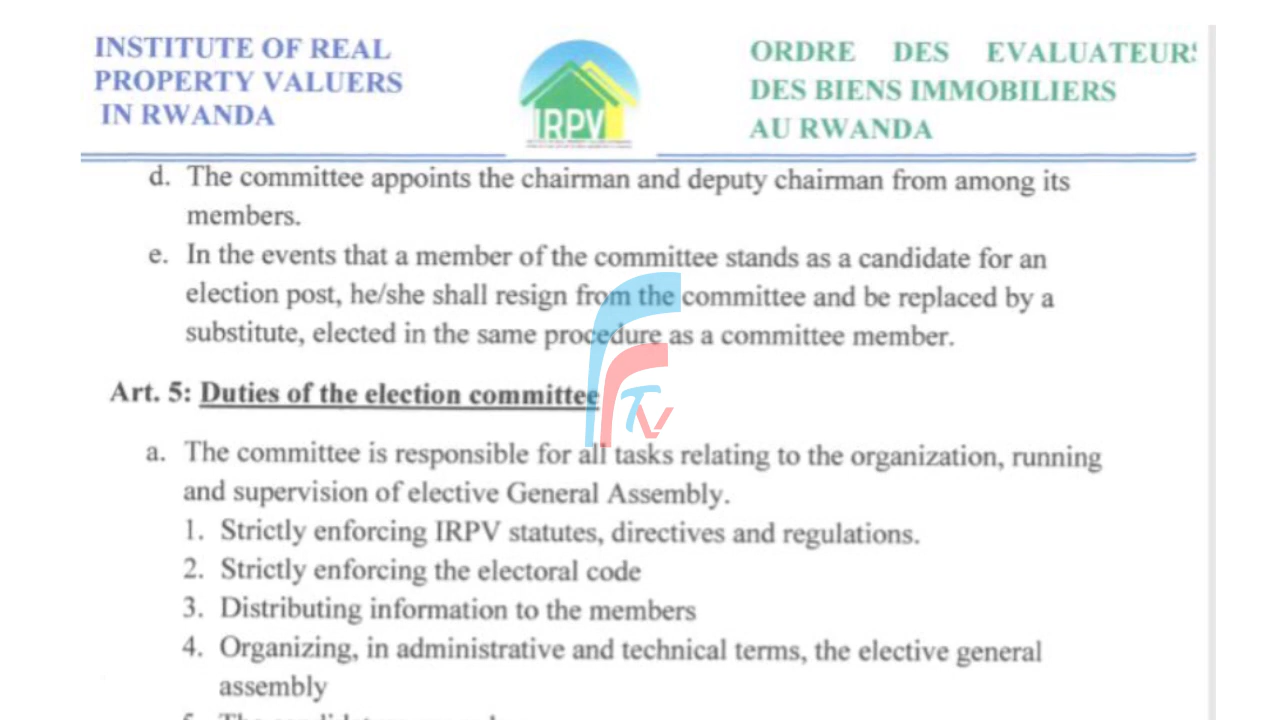 INSTITUTE OF REAL
PROPERTY VALUERS
IN RWANDA
IRPV
ORDRE DES EVALUATEURS
DES BIENS IMMOBILIERS
AU RWANDA
d. The committee appoints the chairman and deputy chairman from among its
members.
e. In the events that a member of the committee stands as a candidate for an
election post, he/she shall resign from the committee and be replaced by a
substitute, elected in the same procedure as a committee member.
Art. 5: Duties of the election committee
TV
a. The committee is responsible for all tasks relating to the organization, running
and supervision of elective General Assembly.
1. Strictly enforcing IRPV statutes, directives and regulations.
2. Strictly enforcing the electoral code
3. Distributing information to the members
4. Organizing, in administrative and technical terms, the elective general
assembly